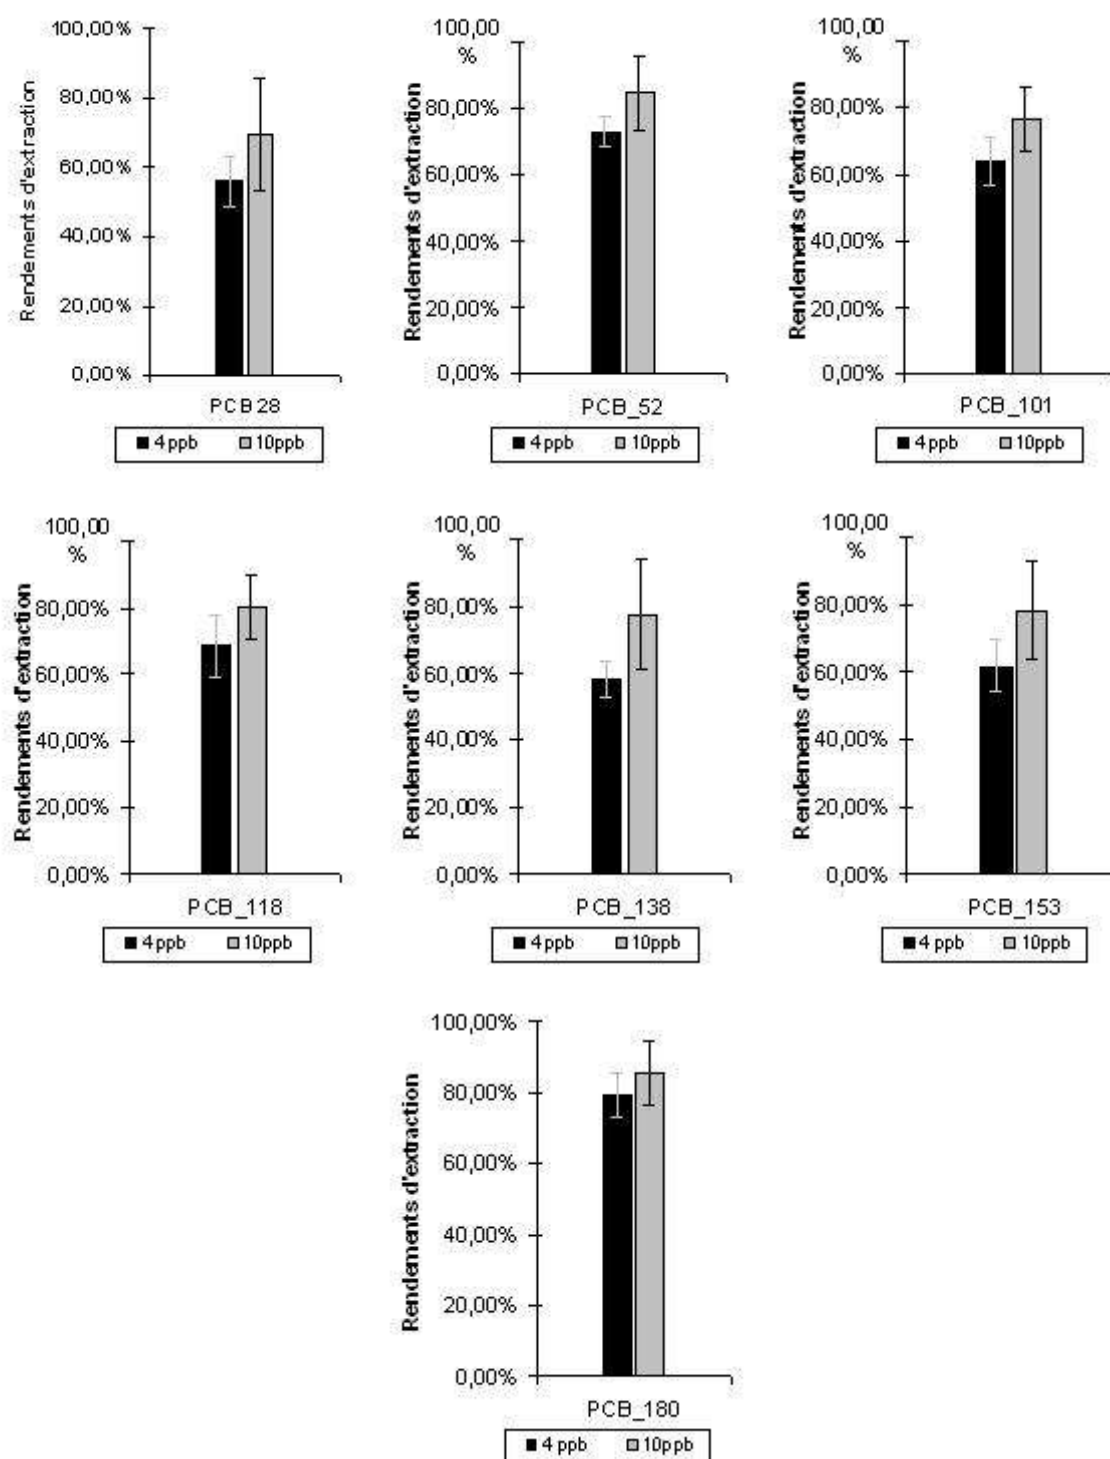 Rendements d'extraction
100,00%
80,00%
60,00%
40,00%
20,00%
0,00%
PCB28
4 ppb 10ppb
Rendements d'extraction
100,00
%
80,00%
60,00%
40,00%
20,00%
0,00%
PCB_52
4 ppb 10ppb
Rendements d'extraction
100,00
%
80,00%
60,00%
40,00%
20,00%
0,00%
PCB_101
4 ppb 10ppb
Rendements d'extraction
100,00
%
80,00%
60,00%
40,00%
20,00%
0,00%
PCB_118
4 ppb 10ppb
Rendements d'extraction
100,00
%
80,00%
60,00%
40,00%
20,00%
0,00%
PCB_138
4 ppb 10ppb
Rendements d'extraction
100,00
%
80,00%
60,00%
40,00%
20,00%
0,00%
PCB_153
4 ppb 10ppb
Rendements d'extraction
100,00%
80,00%
60,00%
40,00%
20,00%
0,00%
PCB_180
4 ppb 10ppb